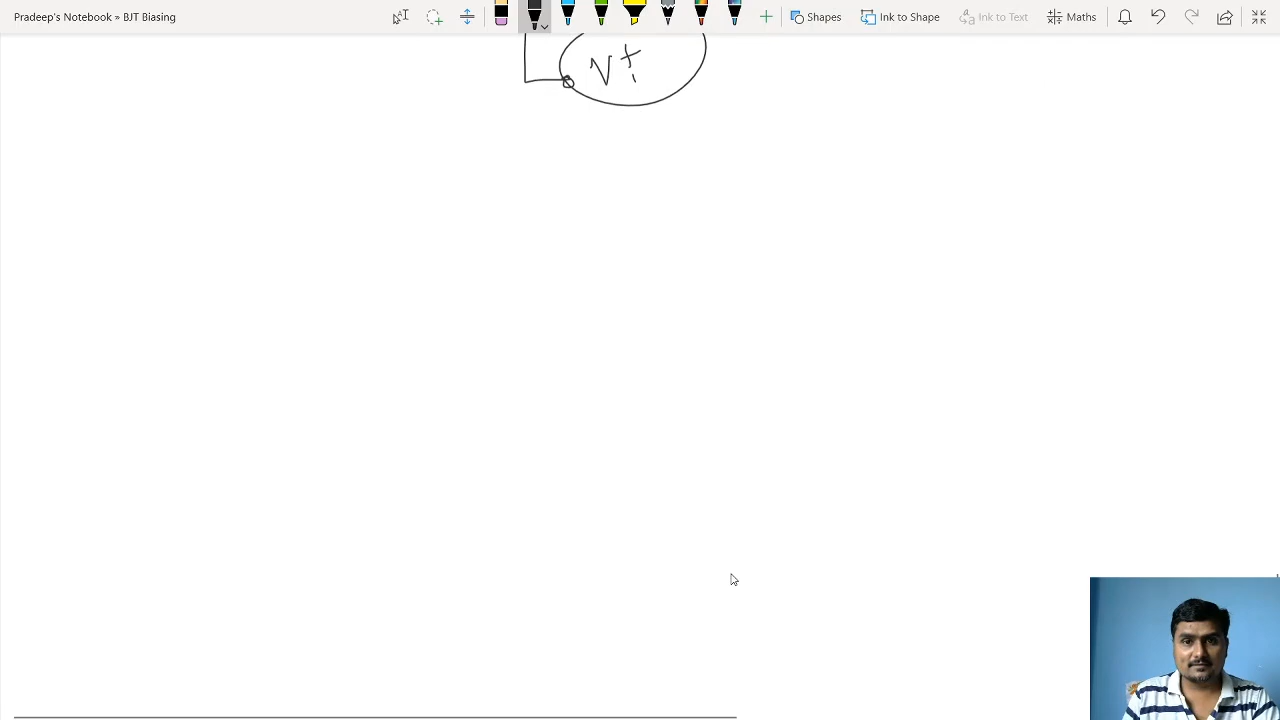 Pradeep's Notebook » BJT Biasing
Shapes
Ink to Shape
Ink to Text
Maths